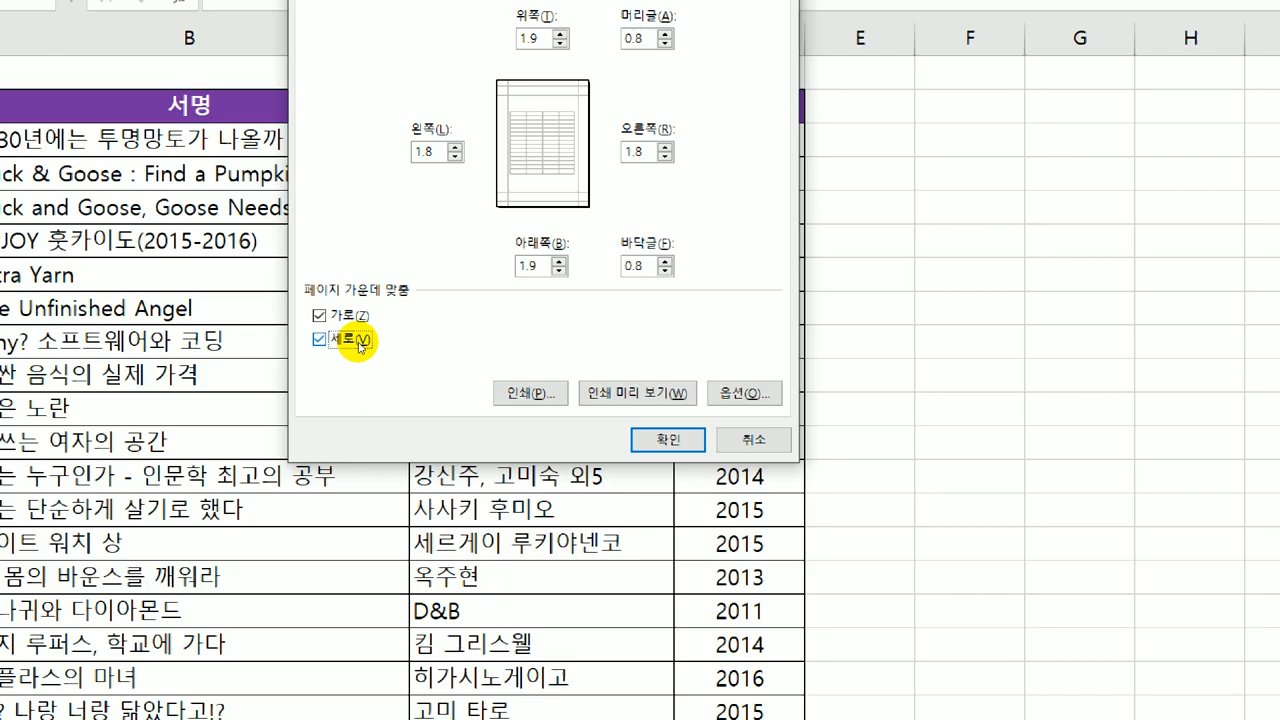 위쪽(T):
머리글(A):
1.9
0.8
B
E
F
G
H
서명
80년에는 투명망토가 나올까
왼쪽(L):
오른쪽(R):
1.8
1.8
ck & Goose : Find a Pumpki
ck and Goose, Goose Needs
JOY 훗카이도(2015-2016)
아래쪽(B):
바닥글(F):
1.9
0.8
tra Yarn
페이지 가운데 맞춤
e Unfinished Angel
가로(Z)
세로(V)
hy? 소프트웨어와 코딩
싼 음식의 실제 가격
인쇄(P)...
인쇄 미리 보기(W)
옵션(O)...
은 노란
쓰는 여자의 공간
확인
취소
는 누구인가 - 인문학 최고의 공부
강신주, 고미숙 외5
2014
는 단순하게 살기로 했다
사사키 후미오
2015
이트 워치 상
세르게이 루키야넨코
2015
몸의 바운스를 깨워라
옥주현
2013
나귀와 다이아몬드
D&B
2011
지 루퍼스, 학교에 가다
킴 그리스웰
2014
플라스의 마녀
히가시노게이고
2016
? 나랑 너랑 닮았다고!?
고미 타로
2015